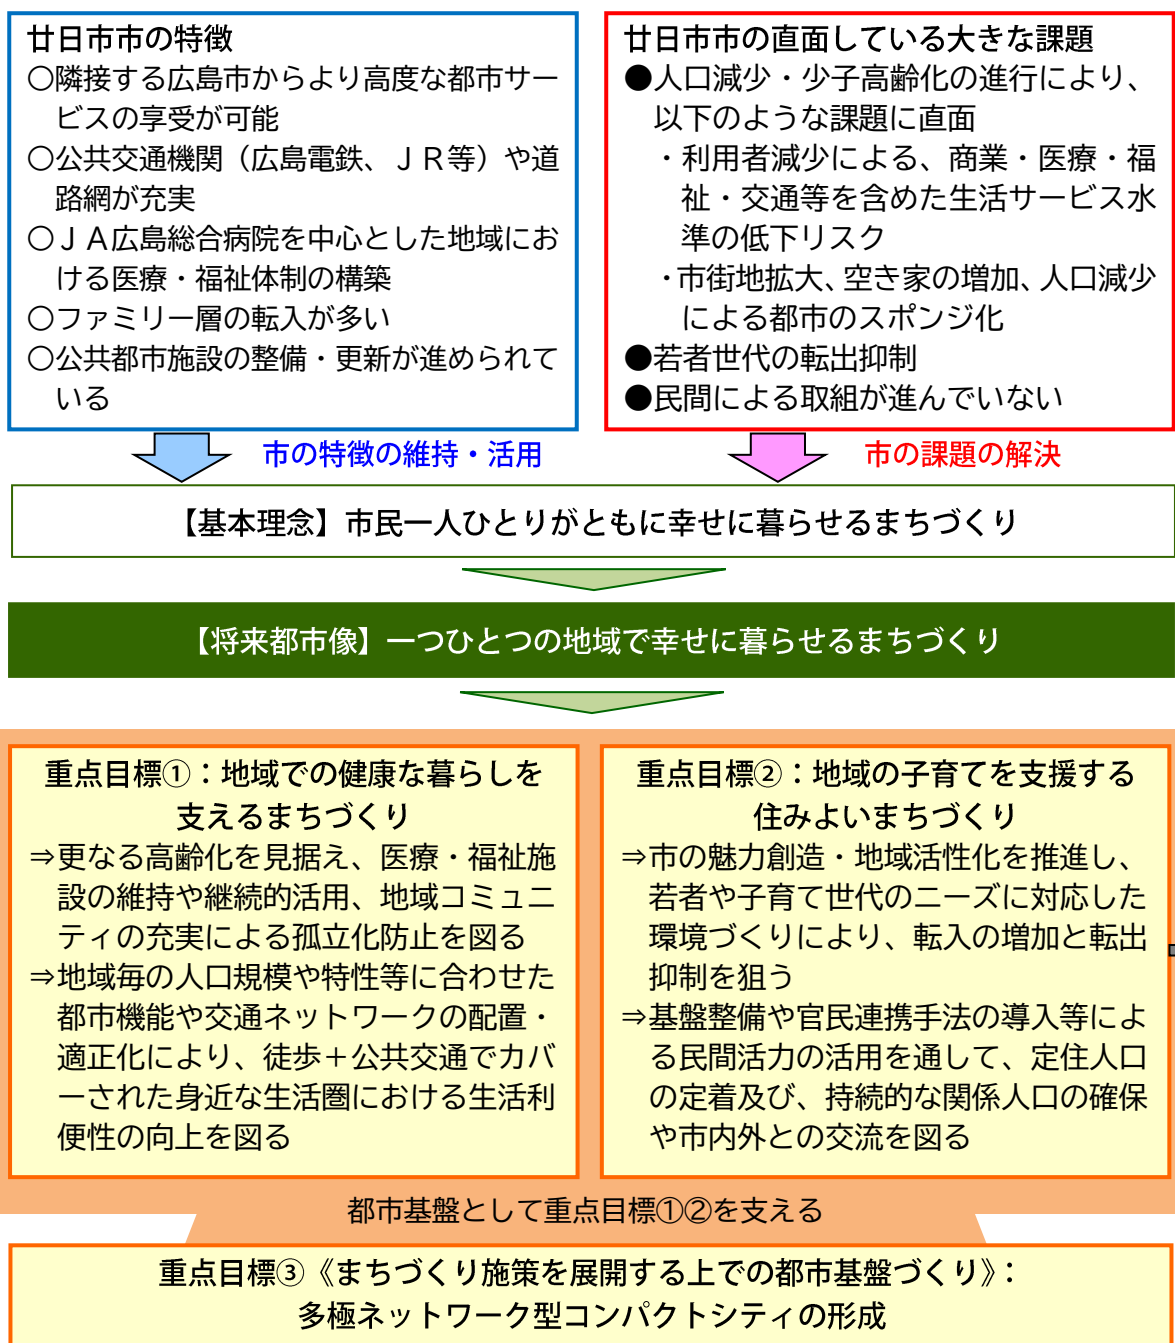 廿日市市の特徴
〇隣接する広島市からより高度な都市サー
ビスの享受が可能
〇公共交通機関（広島電鉄、ＪＲ等）や道
路網が充実
〇ＪＡ広島総合病院を中心とした地域にお
ける医療・福祉体制の構築
〇ファミリー層の転入が多い
〇公共都市施設の整備・更新が進められて
いる
廿日市市の直面している大きな課題
●人口減少・少子高齢化の進行により、
以下のような課題に直面
・利用者減少による、商業・医療・福
祉・交通等を含めた生活サービス水
準の低下リスク
・市街地拡大、空き家の増加、人口減少
による都市のスポンジ化
●若者世代の転出抑制
●民間による取組が進んでいない
市の特徴の維持・活用
市の課題の解決
【基本理念】市民一人ひとりがともに幸せに暮らせるまちづくり
【将来都市像】一つひとつの地域で幸せに暮らせるまちづくり
重点目標①：地域での健康な暮らしを
支えるまちづくり
⇒更なる高齢化を見据え、医療・福祉施
設の維持や継続的活用、地域コミュニ
ティの充実による孤立化防止を図る
⇒地域毎の人口規模や特性等に合わせた
都市機能や交通ネットワークの配置・
適正化により、徒歩＋公共交通でカバ
ーされた身近な生活圏における生活利
便性の向上を図る
重点目標②：地域の子育てを支援する
住みよいまちづくり
⇒市の魅力創造・地域活性化を推進し、
若者や子育て世代のニーズに対応した
環境づくりにより、転入の増加と転出
抑制を狙う
⇒基盤整備や官民連携手法の導入等によ
る民間活力の活用を通して、定住人口
の定着及び、持続的な関係人口の確保
や市内外との交流を図る
都市基盤として重点目標①②を支える
重点目標③《まちづくり施策を展開する上での都市基盤づくり》：
多極ネットワーク型コンパクトシティの形成